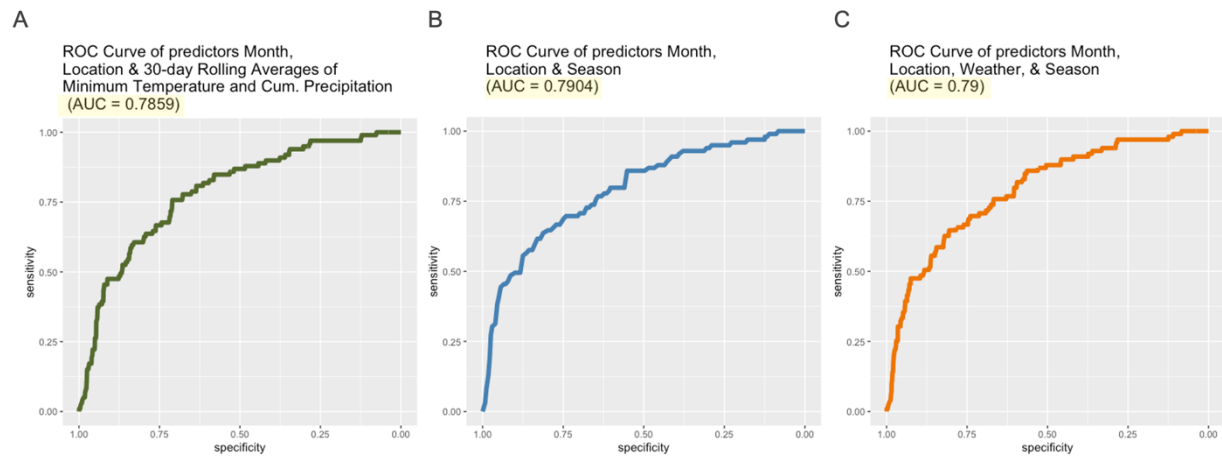 A
ROC Curve of predictors Month,
Location & 30-day Rolling Averages of
Minimum Temperature and Cum. Precipitation
(AUC = 0.7859)
1.00
0.75
0.50
0.25
0.00
sensitivity
1.00 0.75 0.50 0.25 0.00
specificity
B
ROC Curve of predictors Month,
Location & Season
(AUC = 0.7904)
1.00
0.75
0.50
0.25
0.00
sensitivity
1.00 0.75 0.50 0.25 0.00
specificity
C
ROC Curve of predictors Month,
Location, Weather, & Season
(AUC = 0.79)
1.00
0.75
0.50
0.25
0.00
sensitivity
1.00 0.75 0.50 0.25 0.00
specificity